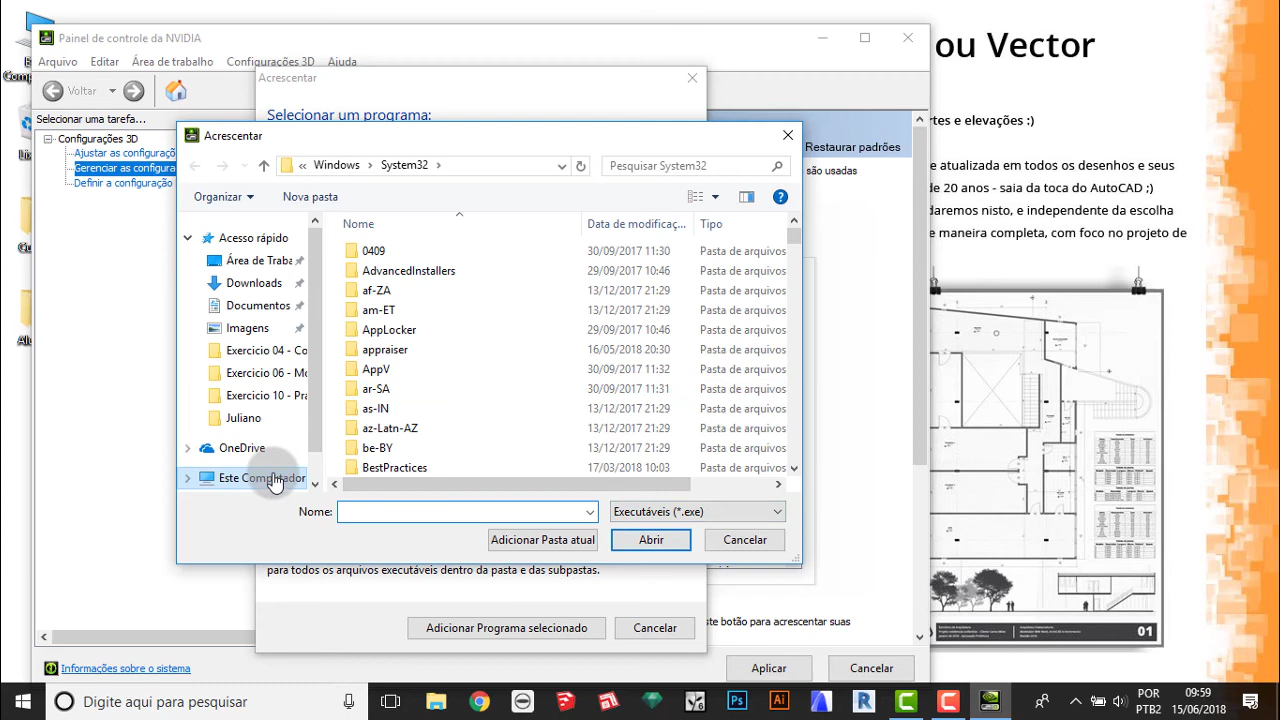 Painel de controle da NVIDIA
ou Vector
Arquivo Editar Área de trabalho Configurações 3D Ajuda
Voltar
Acrescentar
Selecionar uma tarefa...
Selecionar um programa:
Configurações 3D
Ajustar as configuraçõ
Gerenciar as configura
Definir a configuração
Restaurar padrões
são usadas
rtes e elevações :)
e atualizada em todos os desenhos e seus
de 20 anos - saia da toca do AutoCAD ;)
daremos nisto, e independente da escolha
e maneira completa, com foco no projeto de
Acrescentar
« Windows › System32 ›
Pesquisar System32
Organizar Nova pasta
Nome Data de modificaç... Tipo
Acesso rápido
Área de Traba
Downloads
Documentos
Imagens
Exercicio 04 - Co
Exercicio 06 - Mo
Exercicio 10 - Pra
Juliano
OneDrive
Este Computador
0409 30/09/2017 11:30 Pasta de arquivos
AdvancedInstallers 29/09/2017 10:46 Pasta de arquivos
af-ZA 13/12/2017 21:29 Pasta de arquivos
am-ET 13/12/2017 21:29 Pasta de arquivos
AppLocker 29/09/2017 10:46 Pasta de arquivos
appraiser 16/05/2018 20:30 Pasta de arquivos
AppV 30/09/2017 11:32 Pasta de arquivos
ar-SA 30/09/2017 11:31 Pasta de arquivos
as-IN 13/12/2017 21:29 Pasta de arquivos
az-Latn-AZ 13/12/2017 21:29 Pasta de arquivos
be-BY 13/12/2017 21:29 Pasta de arquivos
BestPractices 17/03/2018 10:03 Pasta de arquivos
Nome:
Executáveis (*.exe)
Adicionar Pasta atual Abrir Cancelar
para todos os arquivos executáveis dentro da pasta e das subpastas.
Adicionar Programa selecionado Cancelar
te botão para acrescentar suas
01
Informações sobre o sistema
Aplicar Cancelar
Digite aqui para pesquisar
Ps
Ai
R
C
C
POR
PTB2
09:59
15/06/2018